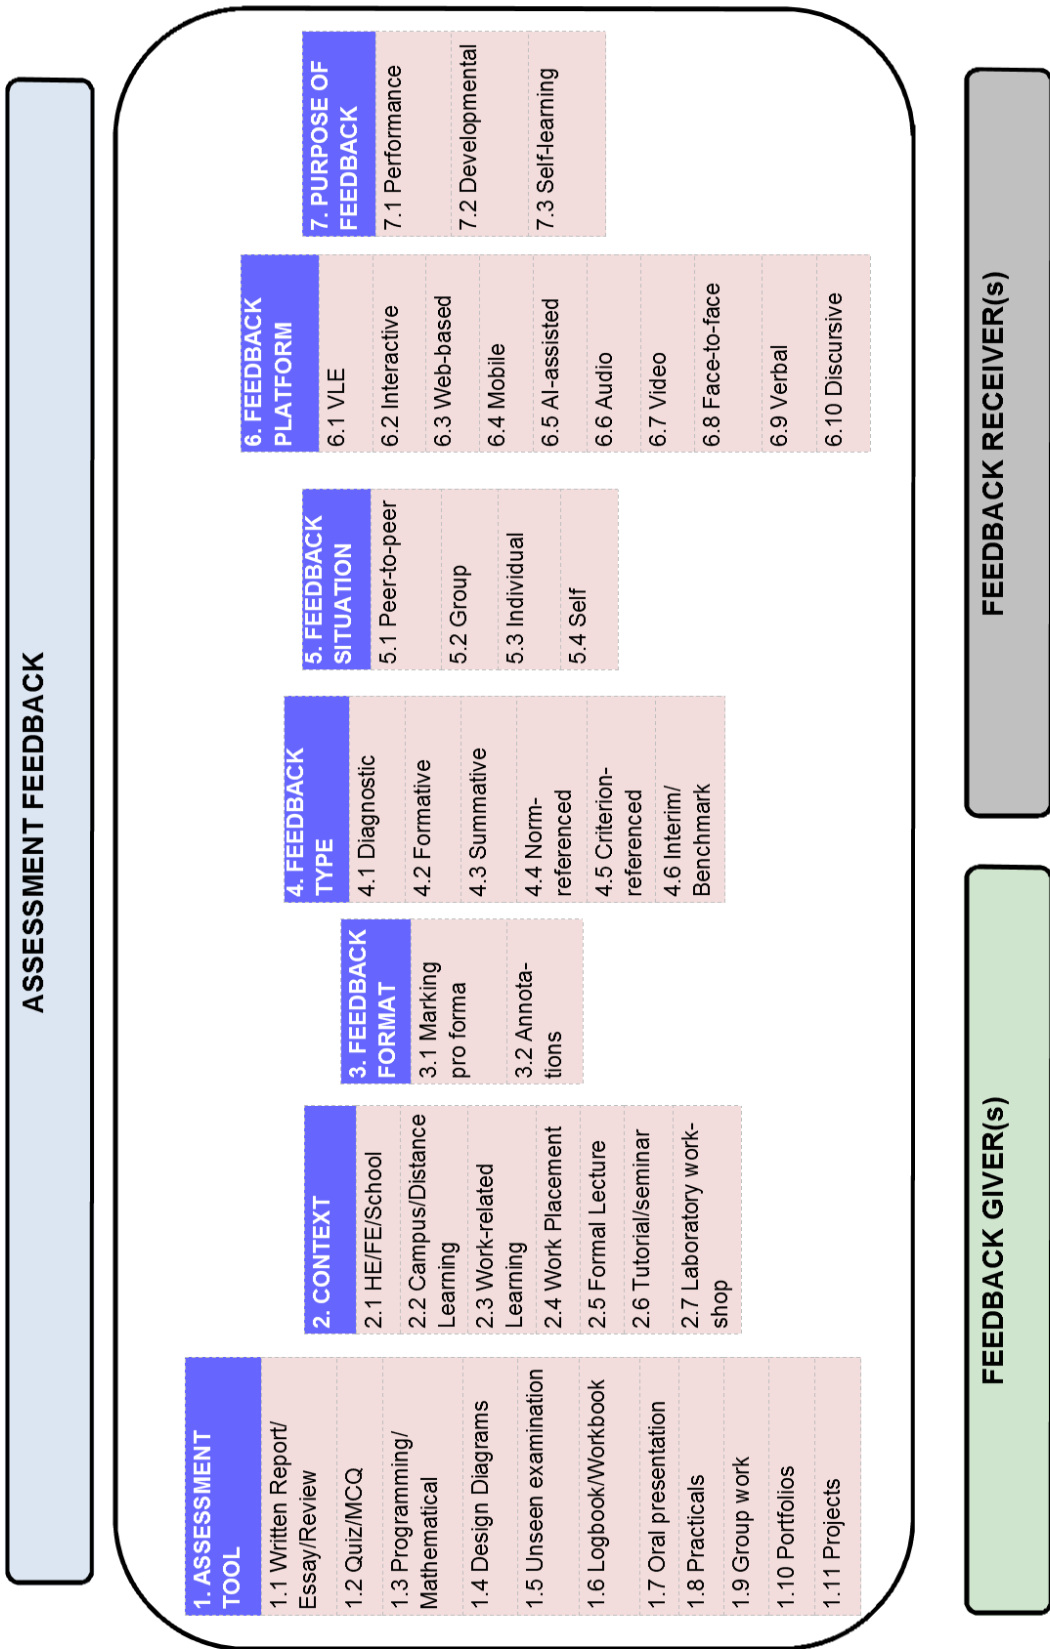 ASSESSMENT FEEDBACK
1. ASSESSMENT
TOOL
1.1 Written Report/
Essay/Review
1.2 Quiz/MCQ
1.3 Programming/
Mathematical
1.4 Design Diagrams
1.5 Unseen examination
1.6 Logbook/Workbook
1.7 Oral presentation
1.8 Practicals
1.9 Group work
1.10 Portfolios
1.11 Projects
2. CONTEXT
2.1 HE/FE/School
2.2 Campus/Distance
Learning
2.3 Work-related
Learning
2.4 Work Placement
2.5 Formal Lecture
2.6 Tutorial/seminar
2.7 Laboratory work-
shop
3. FEEDBACK
FORMAT
3.1 Marking
pro forma
3.2 Annota-
tions
4. FEEDBACK
TYPE
4.1 Diagnostic
4.2 Formative
4.3 Summative
4.4 Norm-
referenced
4.5 Criterion-
referenced
4.6 Interim/
Benchmark
5. FEEDBACK
SITUATION
5.1 Peer-to-peer
5.2 Group
5.3 Individual
5.4 Self
6. FEEDBACK
PLATFORM
6.1 VLE
6.2 Interactive
6.3 Web-based
6.4 Mobile
6.5 AI-assisted
6.6 Audio
6.7 Video
6.8 Face-to-face
6.9 Verbal
6.10 Discursive
7. PURPOSE OF
FEEDBACK
7.1 Performance
7.2 Developmental
7.3 Self-learning
FEEDBACK GIVER(s)
FEEDBACK RECEIVER(s)